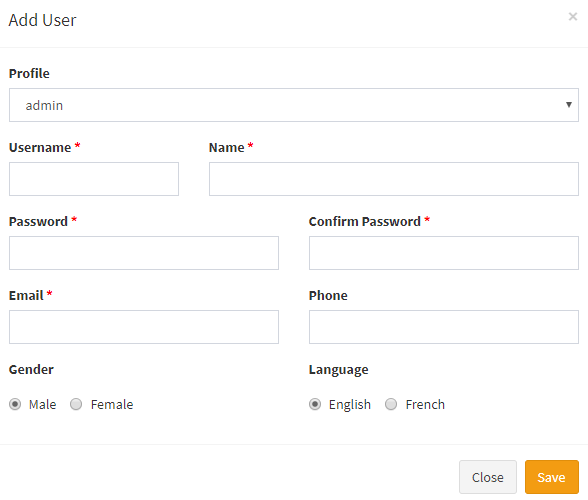 Add User ×
Profile
admin
Username * Name *
Password * Confirm Password *
Email * Phone
Gender Language
Male Female English French
Close Save